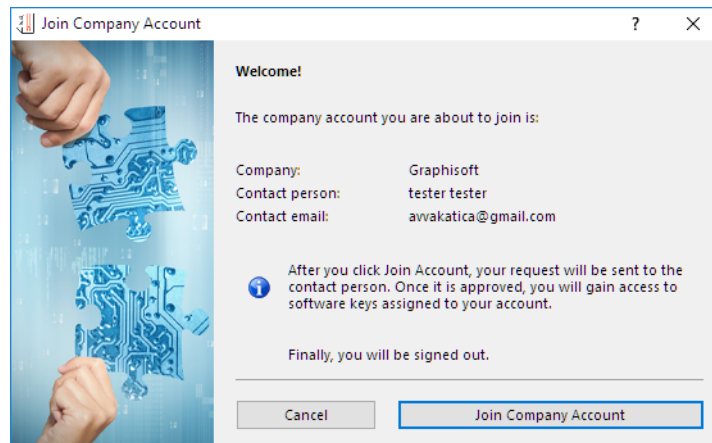 Join Company Account
Welcome!
The company account you are about to join is:
Company: Graphisoft
Contact person: tester tester
Contact email: avvakatica@gmail.com
After you click Join Account, your request will be sent to the
contact person. Once it is approved, you will gain access to
software keys assigned to your account.
Finally, you will be signed out.
Cancel Join Company Account